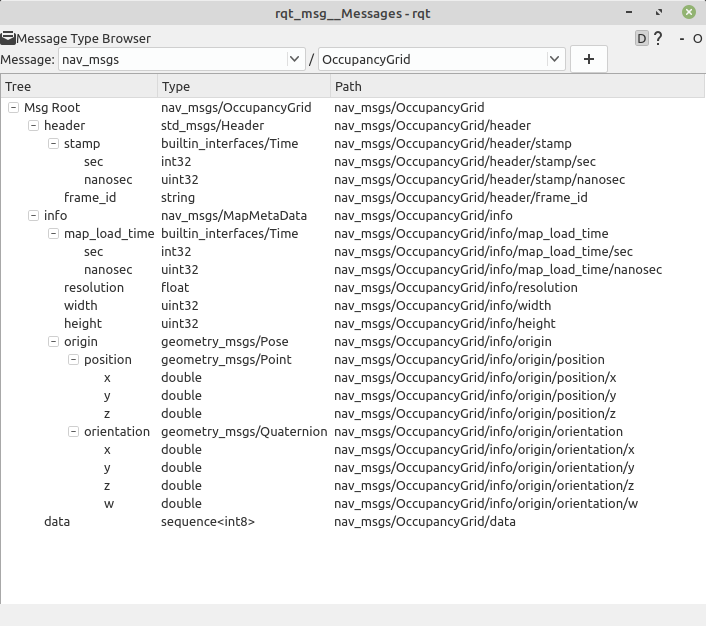 rqt_msg__Messages - rqt
Message Type Browser D ? - O
Message: nav_msgs / OccupancyGrid +
Tree Type Path
Msg Root nav_msgs/OccupancyGrid nav_msgs/OccupancyGrid
header std_msgs/Header nav_msgs/OccupancyGrid/header
stamp builtin_interfaces/Time nav_msgs/OccupancyGrid/header/stamp
sec int32 nav_msgs/OccupancyGrid/header/stamp/sec
nanosec uint32 nav_msgs/OccupancyGrid/header/stamp/nanosec
frame_id string nav_msgs/OccupancyGrid/header/frame_id
info nav_msgs/MapMetaData nav_msgs/OccupancyGrid/info
map_load_time builtin_interfaces/Time nav_msgs/OccupancyGrid/info/map_load_time
sec int32 nav_msgs/OccupancyGrid/info/map_load_time/sec
nanosec uint32 nav_msgs/OccupancyGrid/info/map_load_time/nanosec
resolution float nav_msgs/OccupancyGrid/info/resolution
width uint32 nav_msgs/OccupancyGrid/info/width
height uint32 nav_msgs/OccupancyGrid/info/height
origin geometry_msgs/Pose nav_msgs/OccupancyGrid/info/origin
position geometry_msgs/Point nav_msgs/OccupancyGrid/info/origin/position
x double nav_msgs/OccupancyGrid/info/origin/position/x
y double nav_msgs/OccupancyGrid/info/origin/position/y
z double nav_msgs/OccupancyGrid/info/origin/position/z
orientation geometry_msgs/Quaternion nav_msgs/OccupancyGrid/info/origin/orientation
x double nav_msgs/OccupancyGrid/info/origin/orientation/x
y double nav_msgs/OccupancyGrid/info/origin/orientation/y
z double nav_msgs/OccupancyGrid/info/origin/orientation/z
w double nav_msgs/OccupancyGrid/info/origin/orientation/w
data sequence<int8> nav_msgs/OccupancyGrid/data